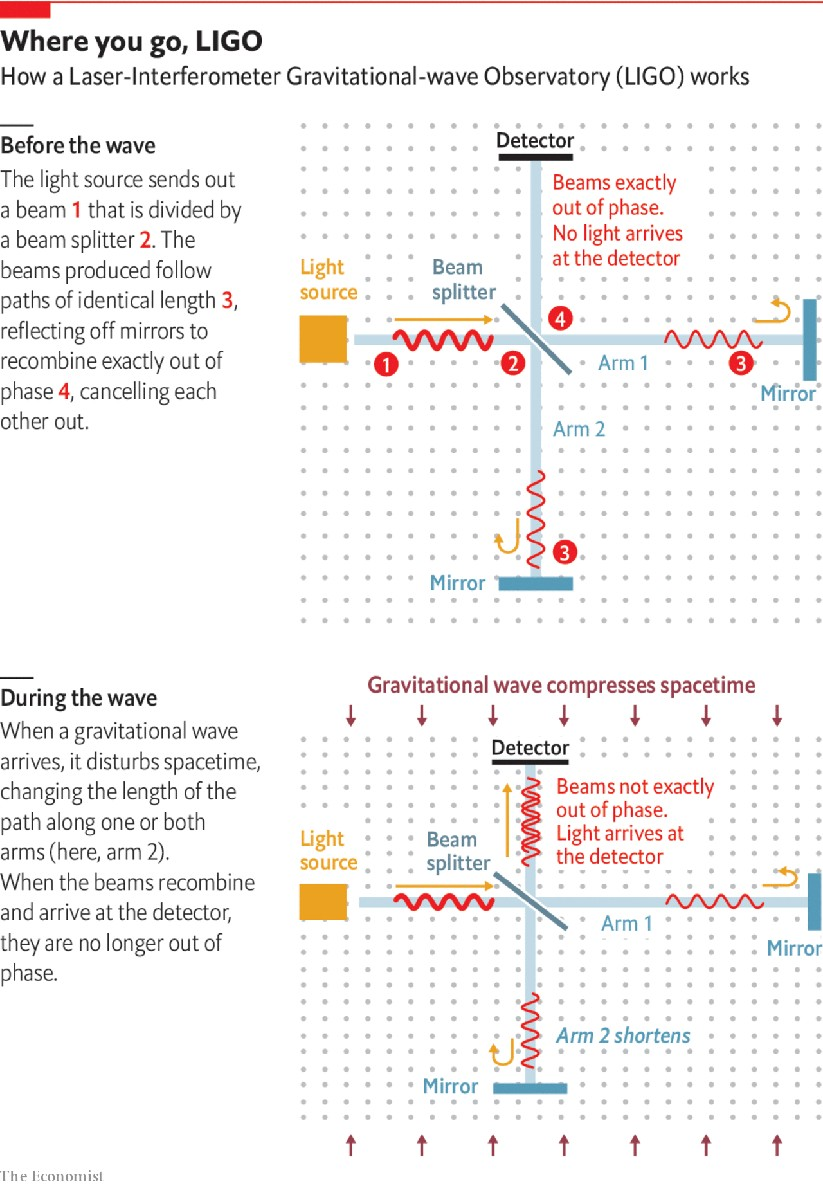 Where you go, LIGO
How a Laser-Interferometer Gravitational-wave Observatory (LIGO) works
Before the wave
The light source sends out
a beam 1 that is divided by
a beam splitter 2. The
beams produced follow
paths of identical length 3,
reflecting off mirrors to
recombine exactly out of
phase 4, cancelling each
other out.
Detector
Beams exactly
out of phase.
No light arrives
at the detector
Light
source
Beam
splitter
4
1
2
Arm 1
3
Mirror
Arm 2
3
Mirror
During the wave
When a gravitational wave
arrives, it disturbs spacetime,
changing the length of the
path along one or both
arms (here, arm 2).
When the beams recombine
and arrive at the detector,
they are no longer out of
phase.
Gravitational wave compresses spacetime
Detector
Beams not exactly
out of phase.
Light arrives at
the detector
Light
source
Beam
splitter
Arm 1
Mirror
Arm 2 shortens
Mirror
The Economist